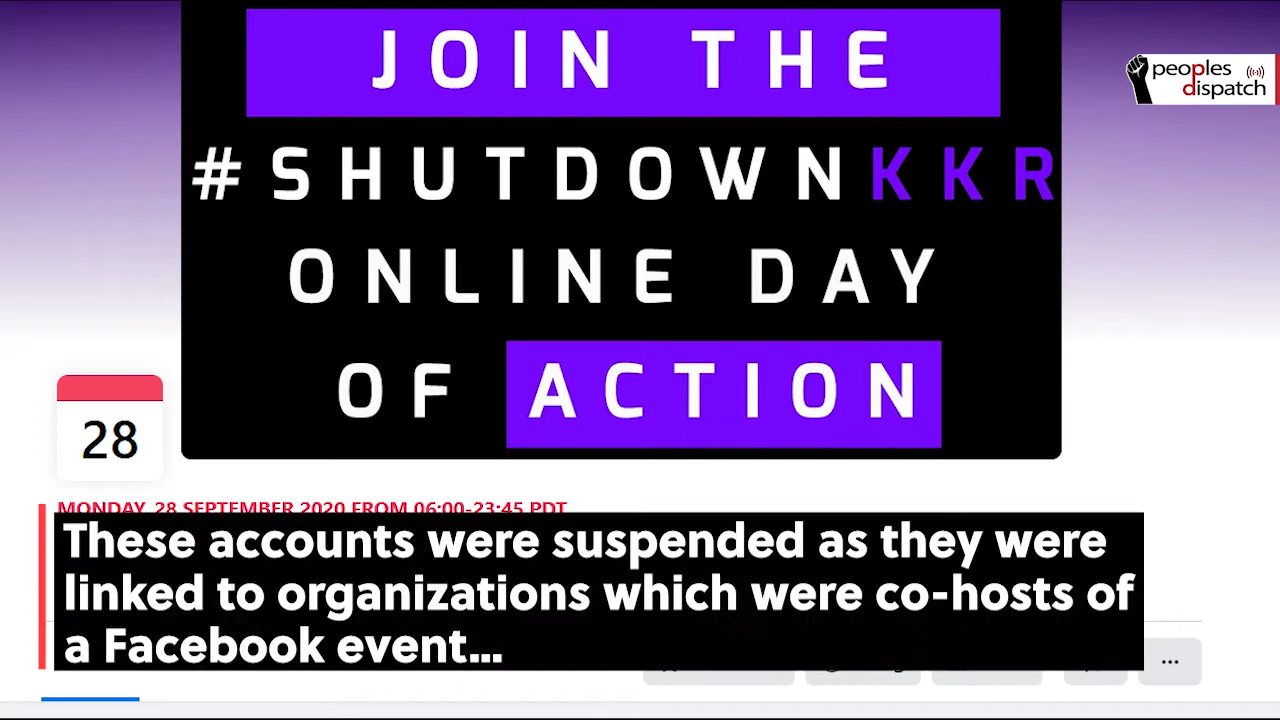 JOIN THE
#SHUTDOWNKKR
ONLINE DAY
OF ACTION
peoples
dispatch
28
MONDAY, 28 SEPTEMBER 2020 FROM 06:00-23:45 PDT
These accounts were suspended as they were
linked to organizations which were co-hosts of
a Facebook event...